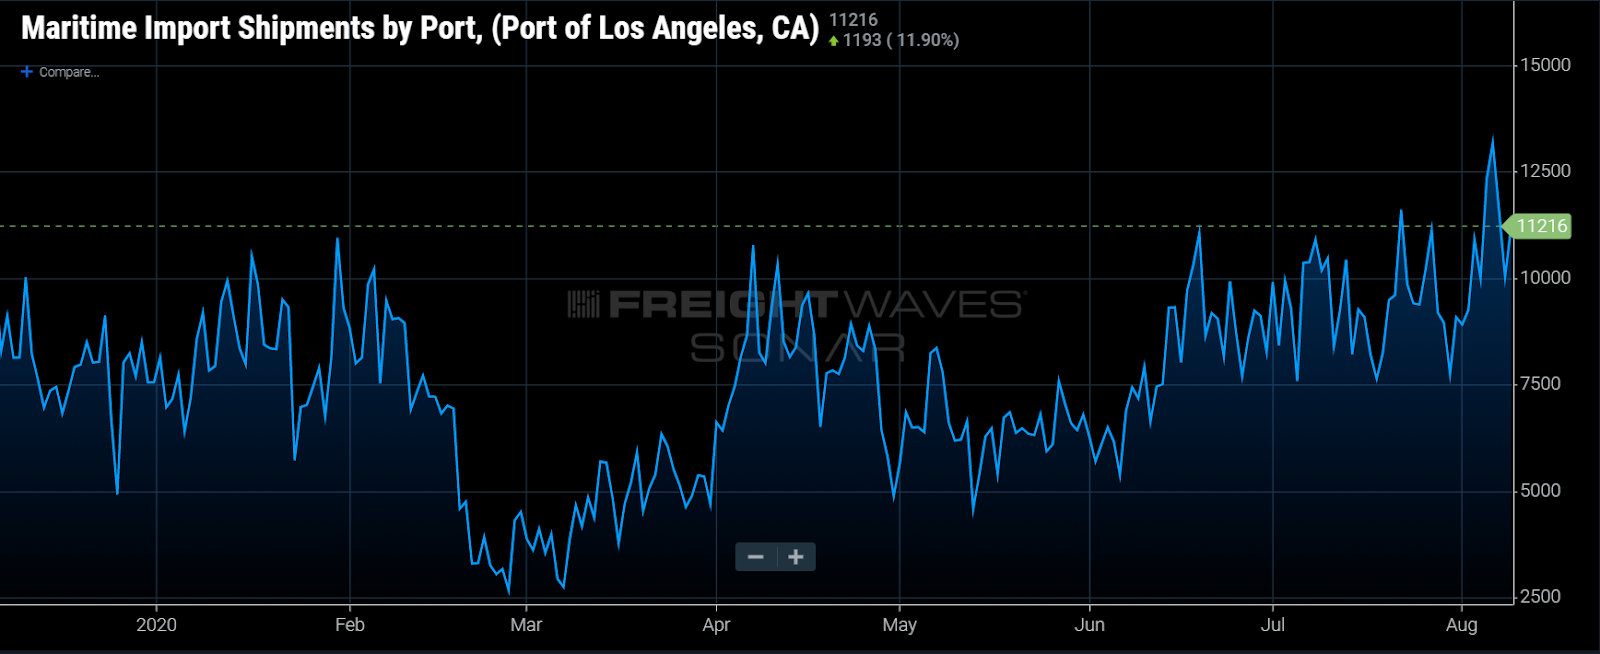 Maritime Import Shipments by Port, (Port of Los Angeles, CA)
11216
1193 ( 11.90%)
+ Compare...
15000
12500
11216
10000
7500
5000
2500
FREIGHTWAVES
SONAR
2020 Feb Mar Apr May Jun Jul Aug